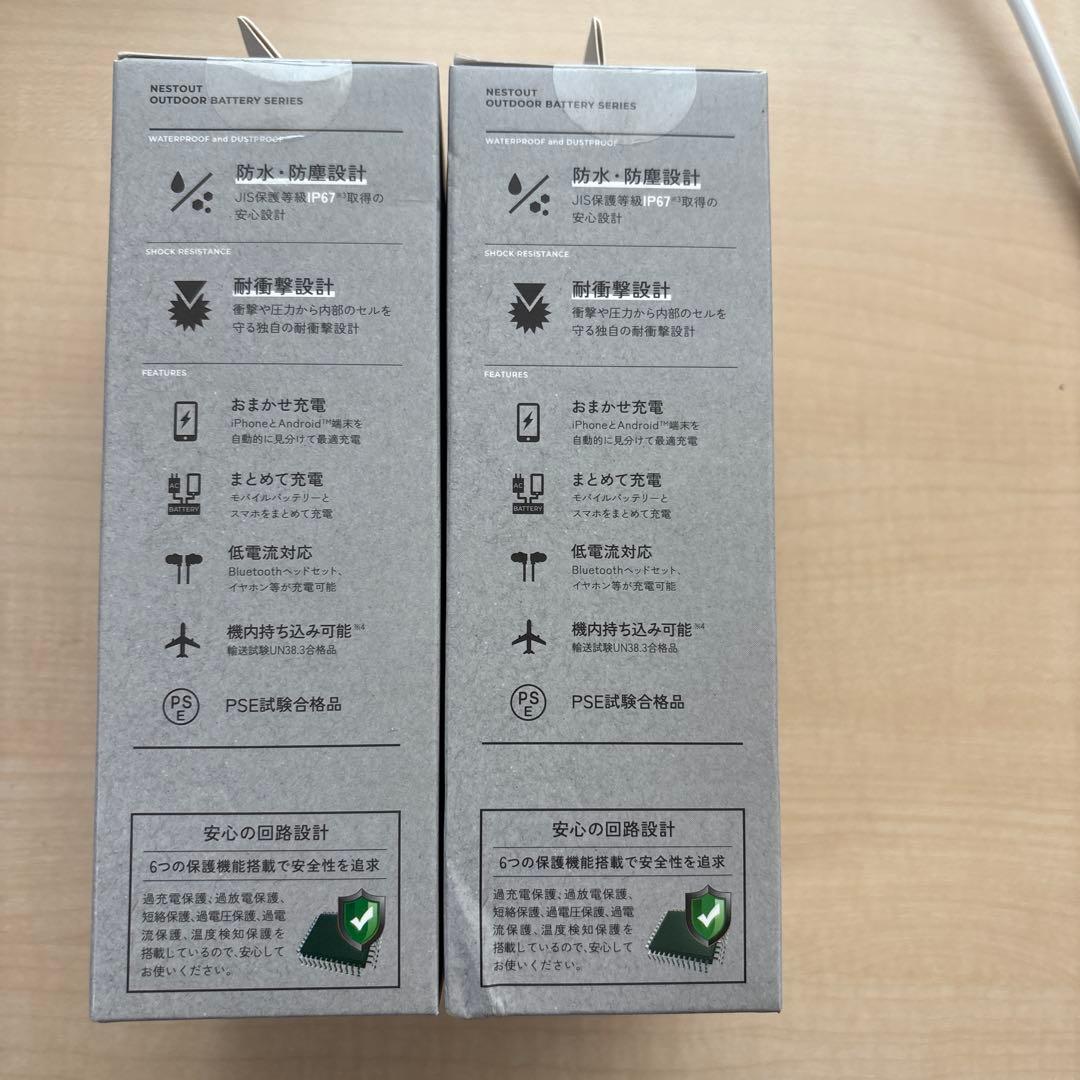 NESTOUT
OUTDOOR BATTERY SERIES
WATERPROOF and DUSTPROOF
防水・防塵設計
JIS保護等級IP67※3取得の
安心設計
SHOCK RESISTANCE
耐衝撃設計
衝撃や圧力から内部のセルを
守る独自の耐衝撃設計
FEATURES
おまかせ充電
iPhoneとAndroid™端末を
自動的に見分けて最適充電
AC
BATTERY
まとめて充電
モバイルバッテリーと
スマホをまとめて充電
低電流対応
Bluetoothヘッドセット、
イヤホン等が充電可能
機内持ち込み可能※4
輸送試験UN38.3合格品
PS
E
PSE試験合格品
安心の回路設計
6つの保護機能搭載で安全性を追求
過充電保護、過放電保護、
短絡保護、過電圧保護、過電
流保護、温度検知保護を
搭載しているので、安心して
お使いください。
NESTOUT
OUTDOOR BATTERY SERIES
WATERPROOF and DUSTPROOF
防水・防塵設計
JIS保護等級IP67※3取得の
安心設計
SHOCK RESISTANCE
耐衝撃設計
衝撃や圧力から内部のセルを
守る独自の耐衝撃設計
FEATURES
おまかせ充電
iPhoneとAndroid™端末を
自動的に見分けて最適充電
AC
BATTERY
まとめて充電
モバイルバッテリーと
スマホをまとめて充電
低電流対応
Bluetoothヘッドセット、
イヤホン等が充電可能
機内持ち込み可能※4
輸送試験UN38.3合格品
PS
E
PSE試験合格品
安心の回路設計
6つの保護機能搭載で安全性を追求
過充電保護、過放電保護、
短絡保護、過電圧保護、過電
流保護、温度検知保護を
搭載しているので、安心して
お使いください。